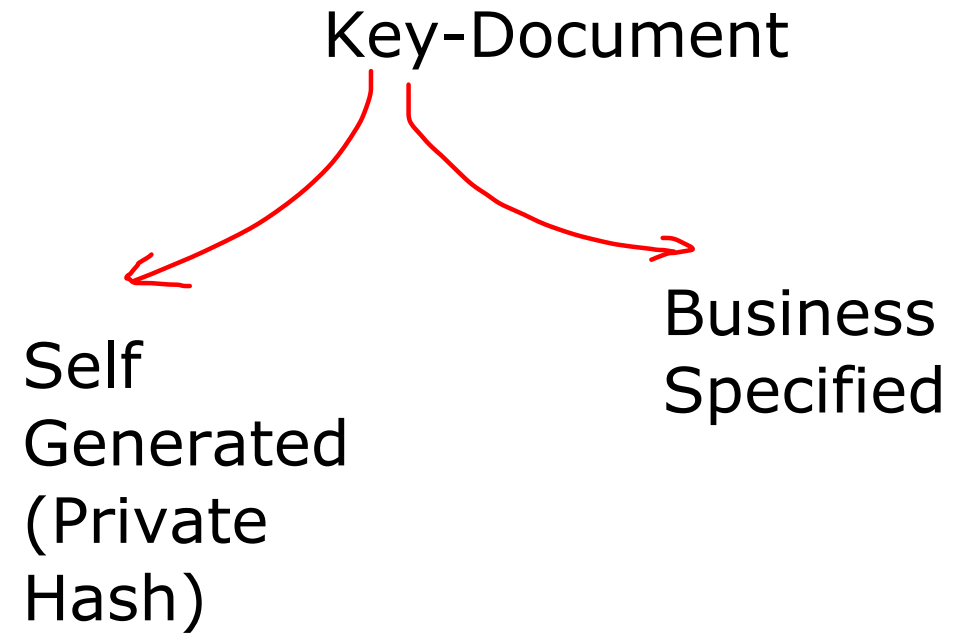 Key-Document
Self
Generated
(Private
Hash)
Business
Specified